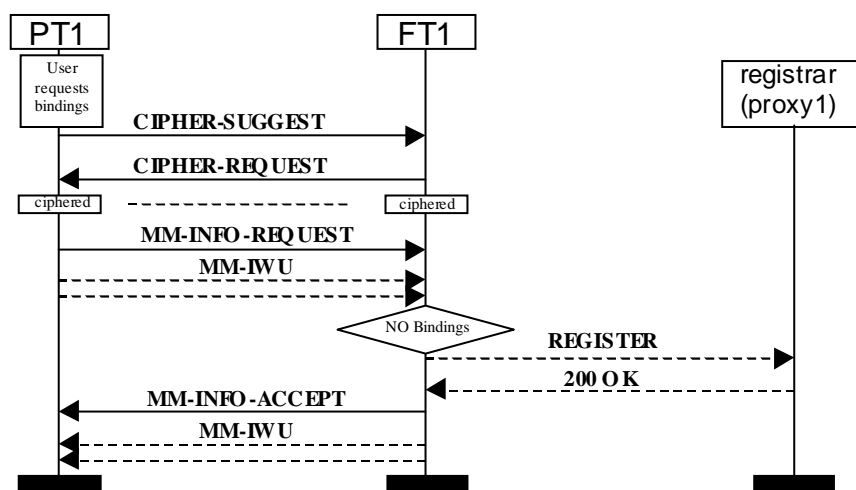 PT1
FT1
User
requests
bindings
registrar
(proxy1)
CIPHER-SUGGEST
CIPHER-REQUEST
ciphered
ciphered
MM-INFO-REQUEST
MM-IWU
NO Bindings
REGISTER
200 OK
MM-INFO-ACCEPT
MM-IWU